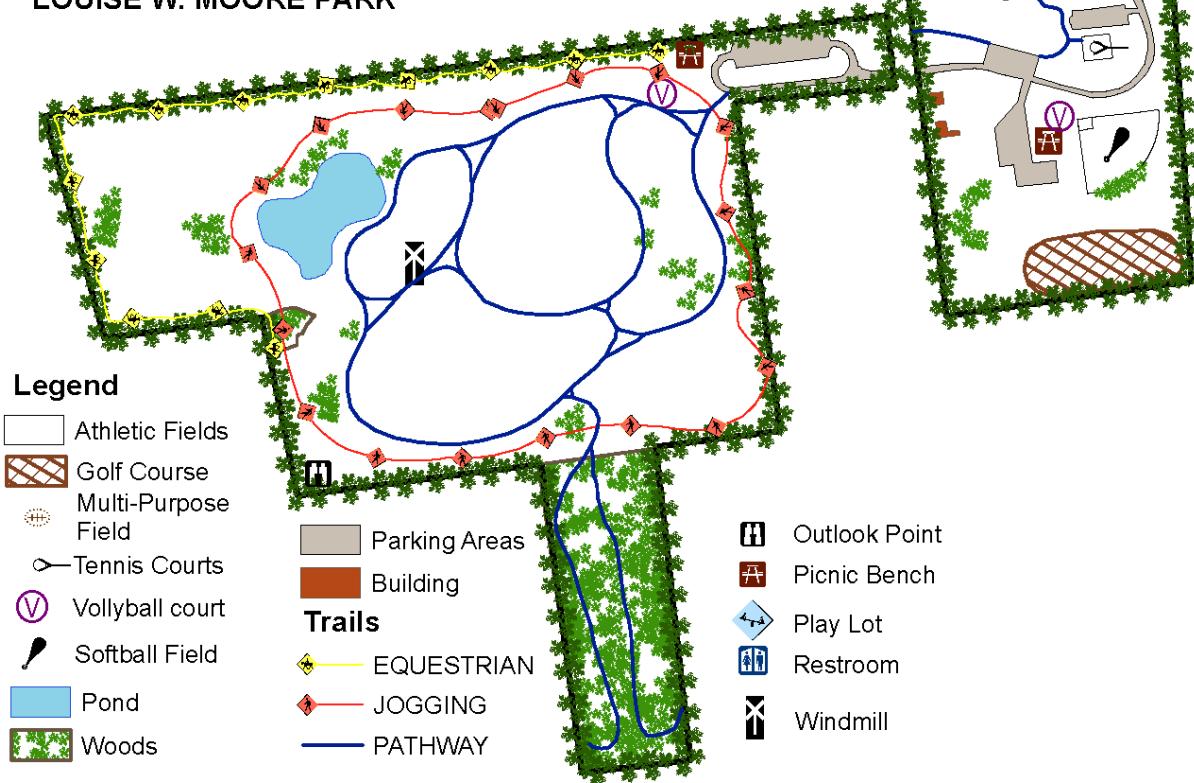 LOUISE W. MOORE PARK
V
V
Legend
Athletic Fields
Golf Course
Multi-Purpose
Field
Tennis Courts
V
Vollyball court
Softball Field
Pond
Woods
Parking Areas
Building
Trails
EQUESTRIAN
JOGGING
PATHWAY
Outlook Point
Picnic Bench
Play Lot
Restroom
Windmill